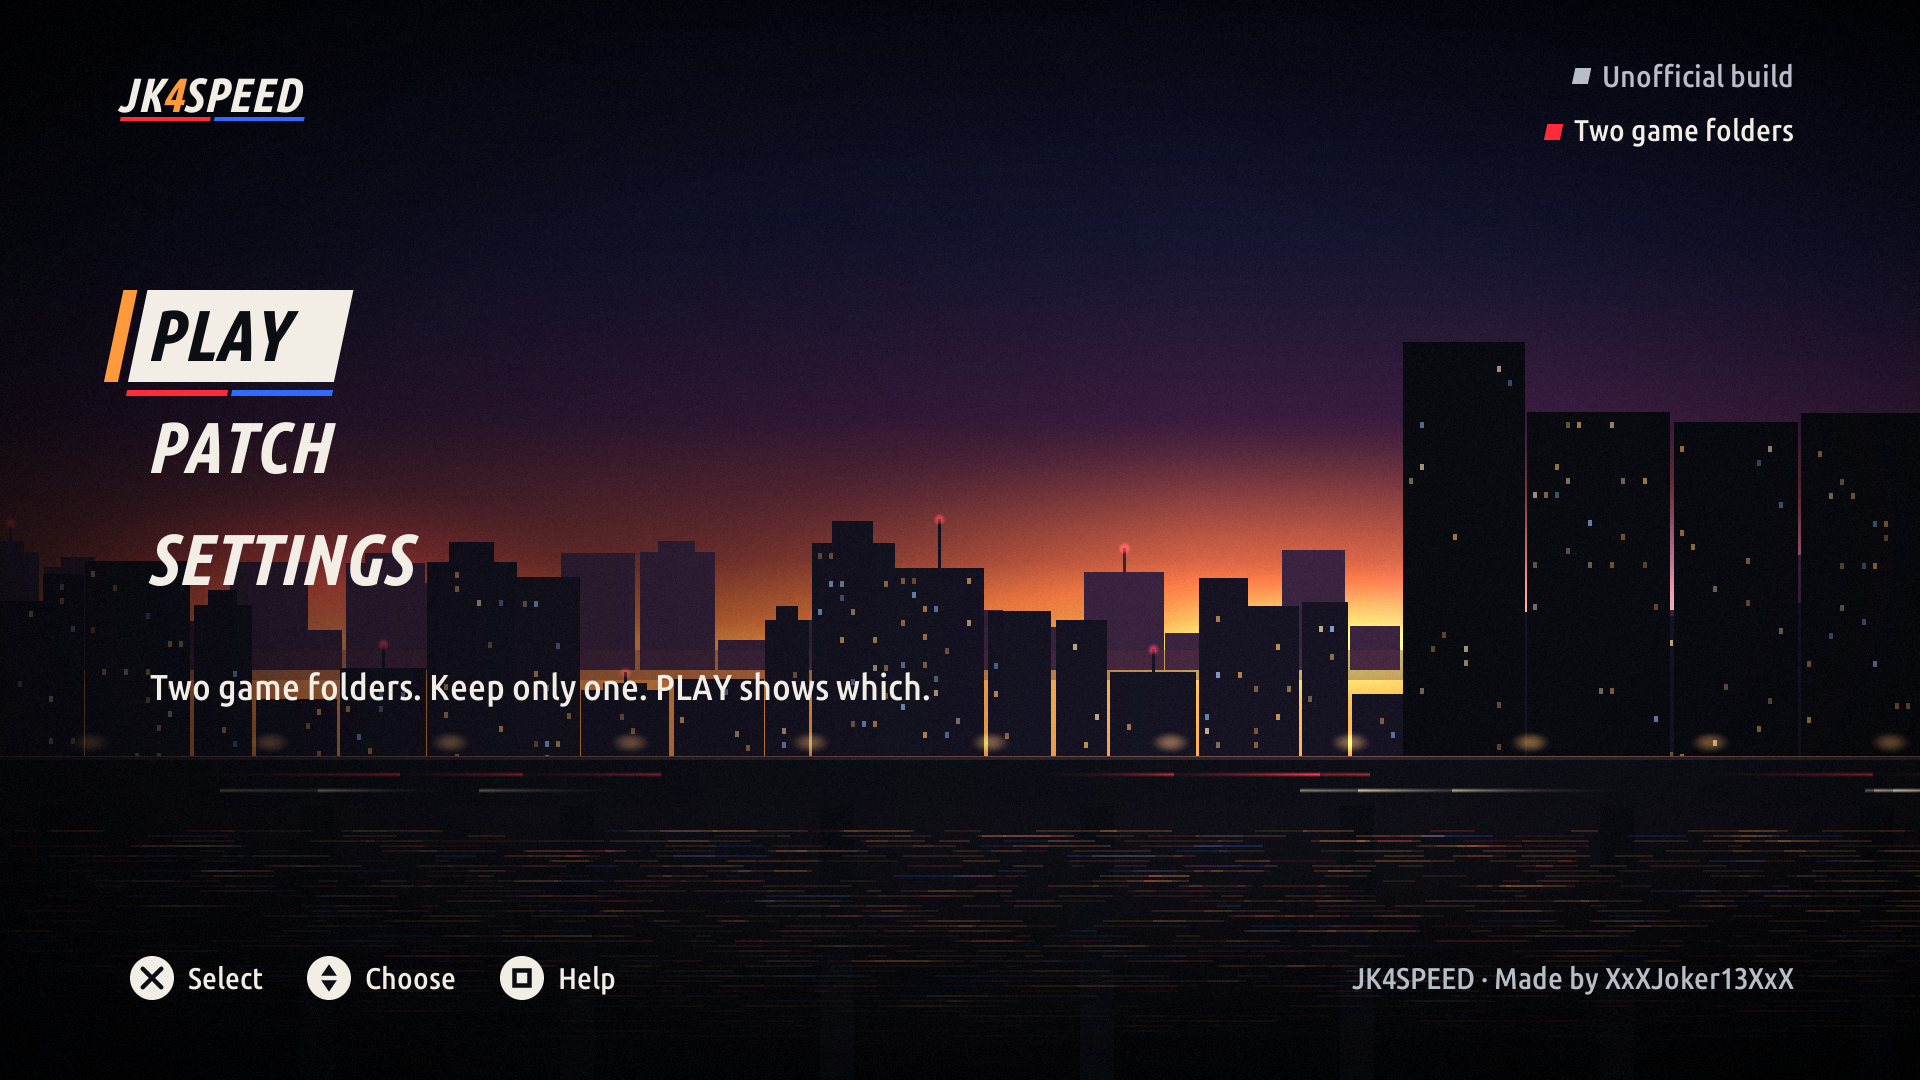 JK4SPEED
Unofficial build
Two game folders
PLAY
PATCH
SETTINGS
Two game folders. Keep only one. PLAY shows which.
Select
Choose
Help
JK4SPEED · Made by XxXJoker13XxX